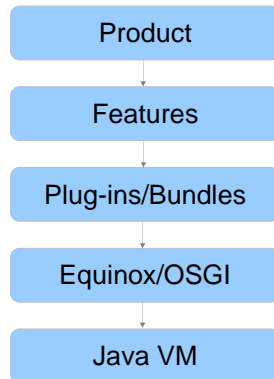 Product
Features
Plug-ins/Bundles
Equinox/OSGI
Java VM